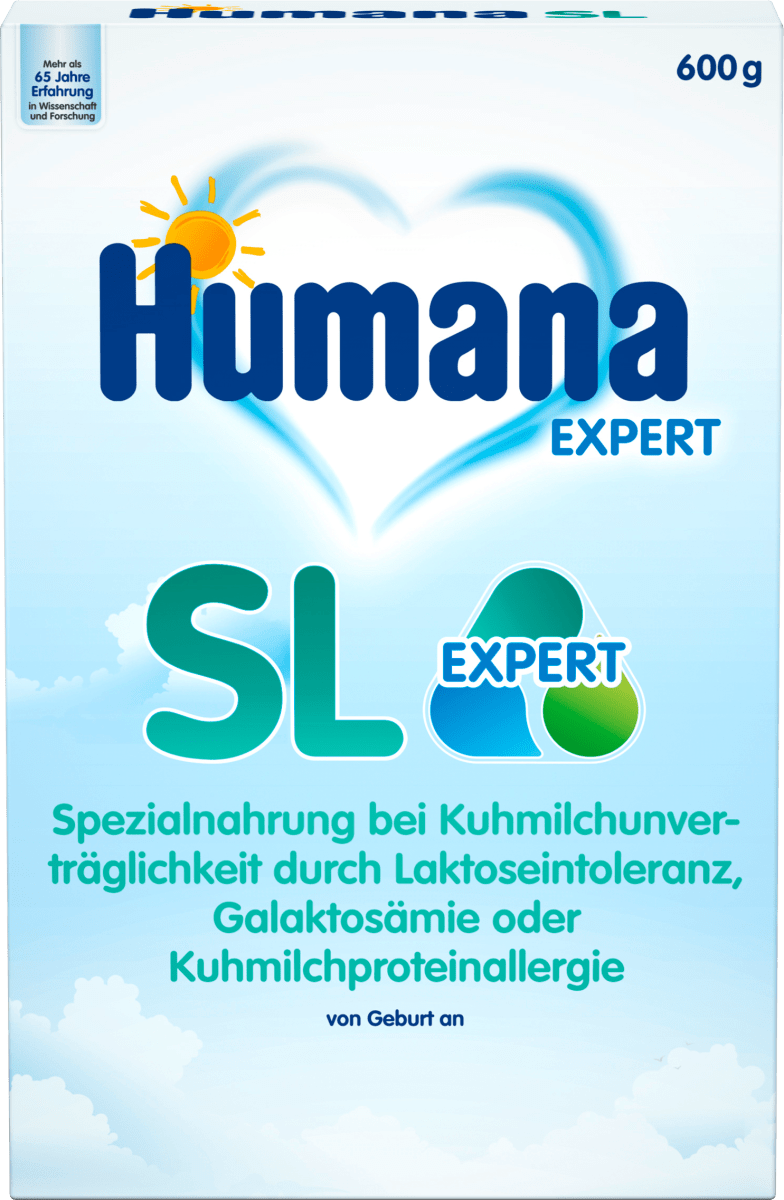 Humana SL
Mehr als
65 Jahre
Erfahrung
in Wissenschaft
und Forschung
600 g
Humana
EXPERT
SL
EXPERT
Spezialnahrung bei Kuhmilchunver-
träglichkeit durch Laktoseintoleranz,
Galaktosämie oder
Kuhmilchproteinallergie
von Geburt an